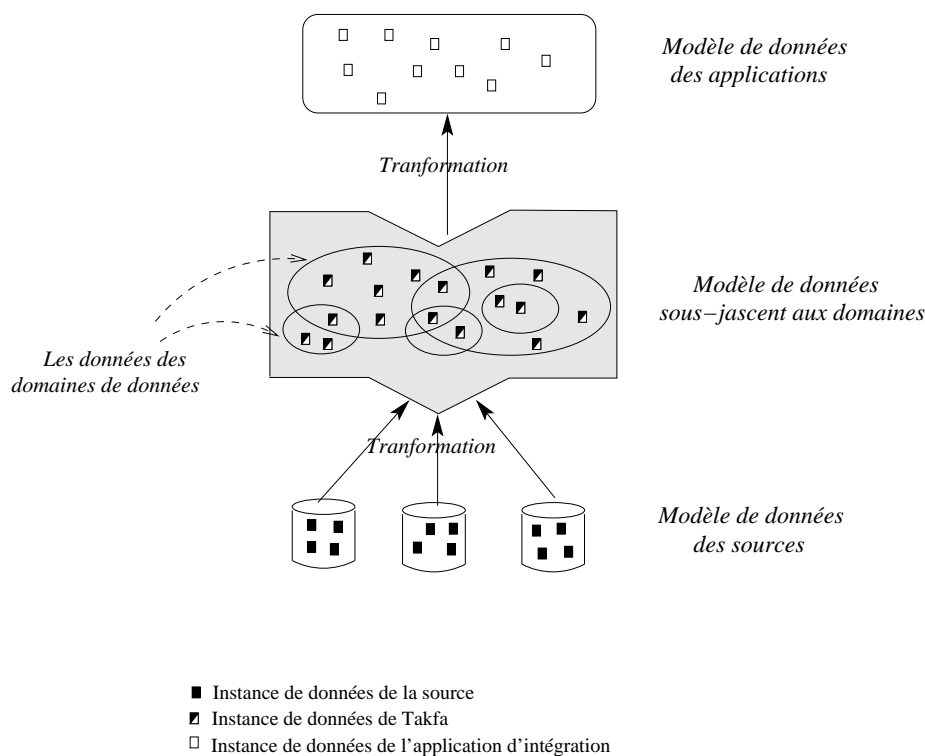 Modèle de données
des applications
Tranformation
Modèle de données
sous−jascent aux domaines
Les données des
domaines de données
Tranformation
Modèle de données
des sources
Instance de données de la source
Instance de données de Takfa
Instance de données de l'application d'intégration